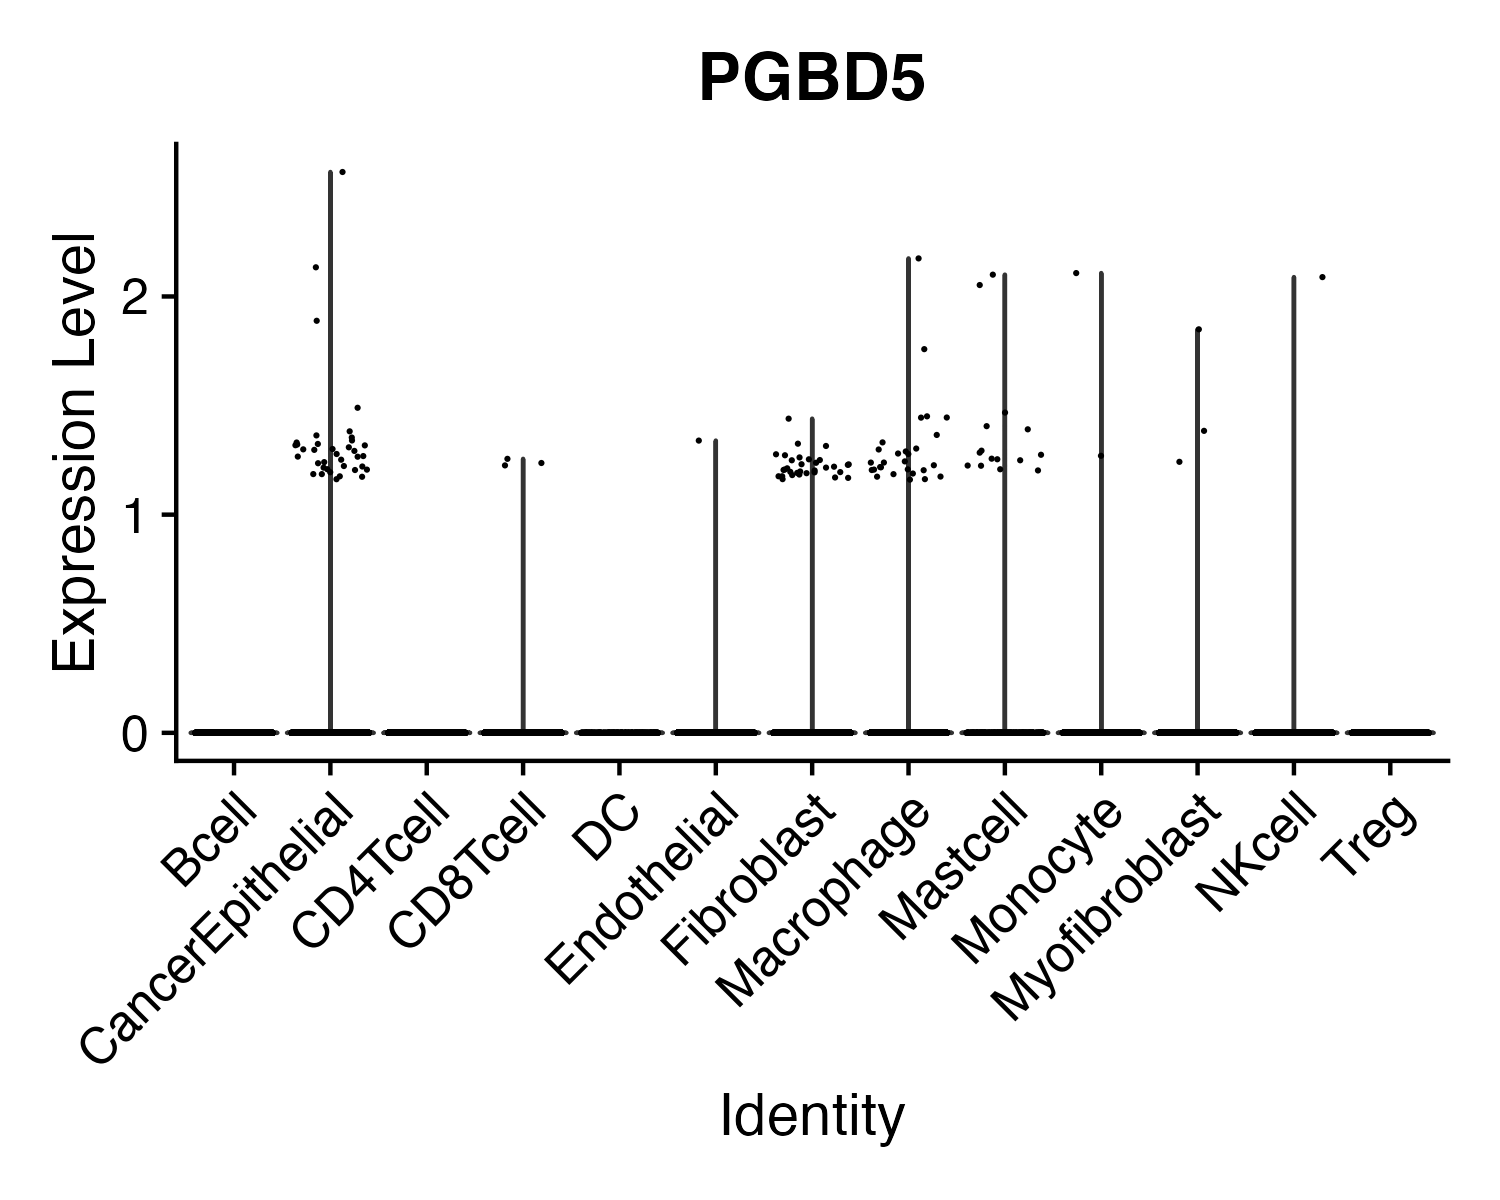 PGBD5
Expression Level
2
1
0
Bcell
CancerEpithelial
CD4Tcell
CD8Tcell
DC
Endothelial
Fibroblast
Macrophage
Mastcell
Monocyte
Myofibroblast
NKcell
Treg
Identity